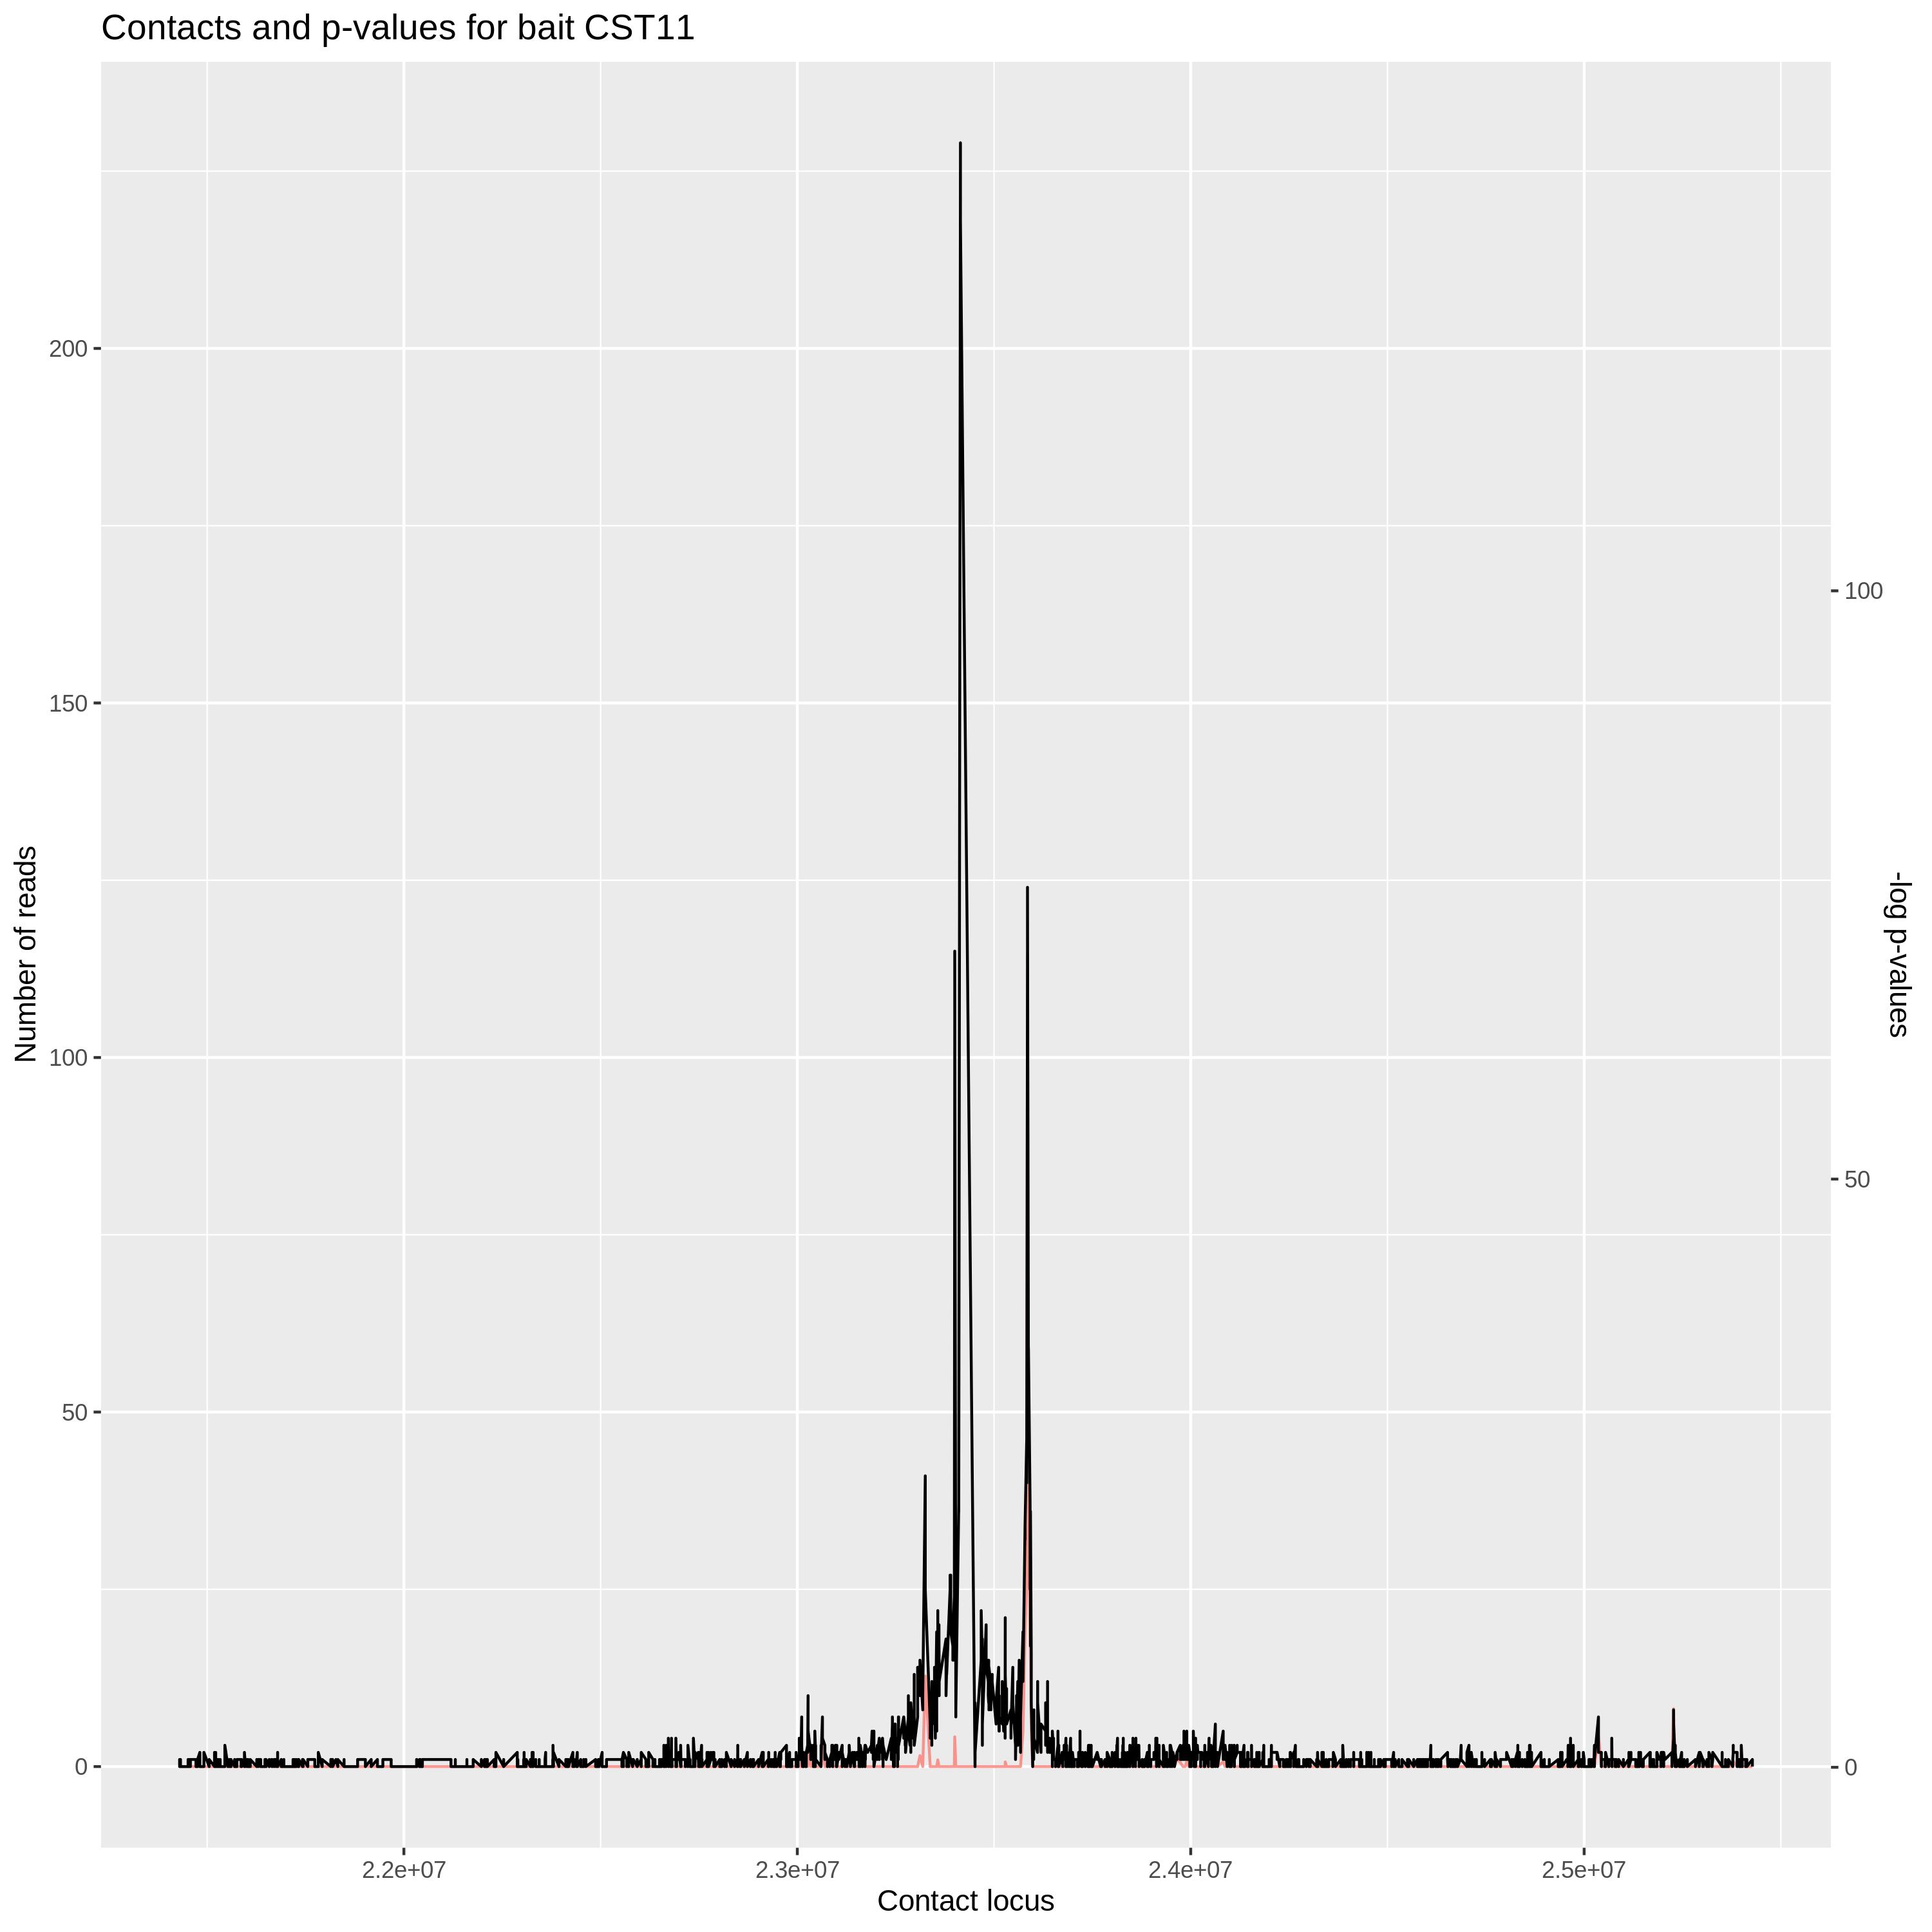 Contacts and p-values for bait CST11
Number of reads
200
150
100
50
0
100
50
0
-log p-values
2.2e+07
2.3e+07
2.4e+07
2.5e+07
Contact locus